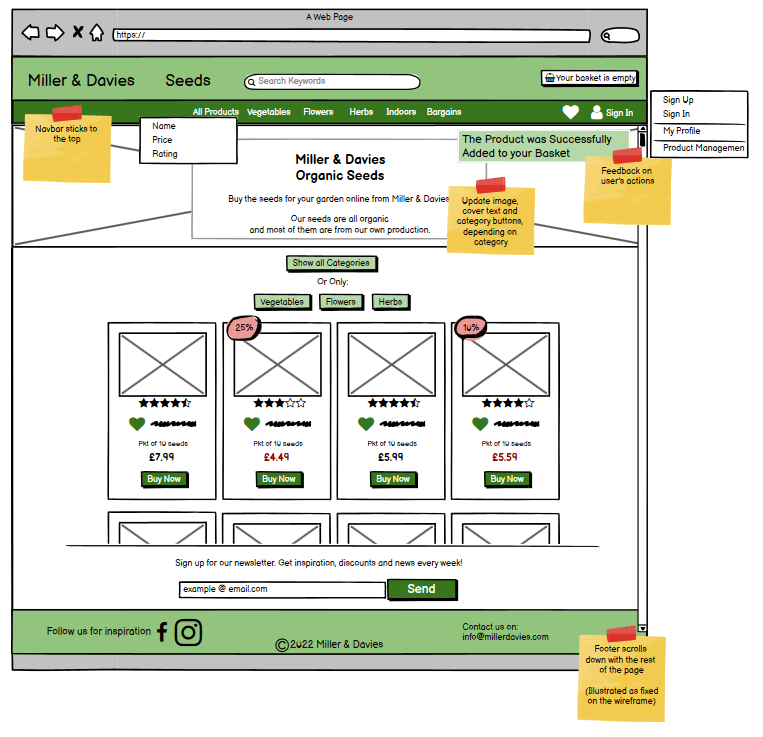 A Web Page
https://
Miller & Davies
Seeds
Search Keywords
Your basket is empty
All Products
Vegetables
Flowers
Herbs
Indoors
Bargains
Sign In
Sign Up
Sign In
My Profile
Product Managemen
Navbar sticks to
the top
Name
Price
Rating
The Product was Successfully
Added to your Basket
Feedback on
user's actions
Miller & Davies
Organic Seeds
Buy the seeds for your garden online from Miller & Davies
Our seeds are all organic
and most of them are from our own production.
Update image,
cover text and
category buttons,
depending on
category
Show all Categories
Or Only:
Vegetables
Flowers
Herbs
25%
10%
Pkt of 10 seeds
£7.99
Buy Now
Pkt of 10 seeds
£4.49
Buy Now
Pkt of 10 seeds
£5.99
Buy Now
Pkt of 10 seeds
£5.59
Buy Now
Sign up for our newsletter. Get inspiration, discounts and news every week!
example @ email.com
Send
Follow us for inspiration
©2022 Miller & Davies
Contact us on:
info@millerdavies.com
Footer scrolls
down with the rest
of the page
(Illustrated as fixed
on the wireframe)